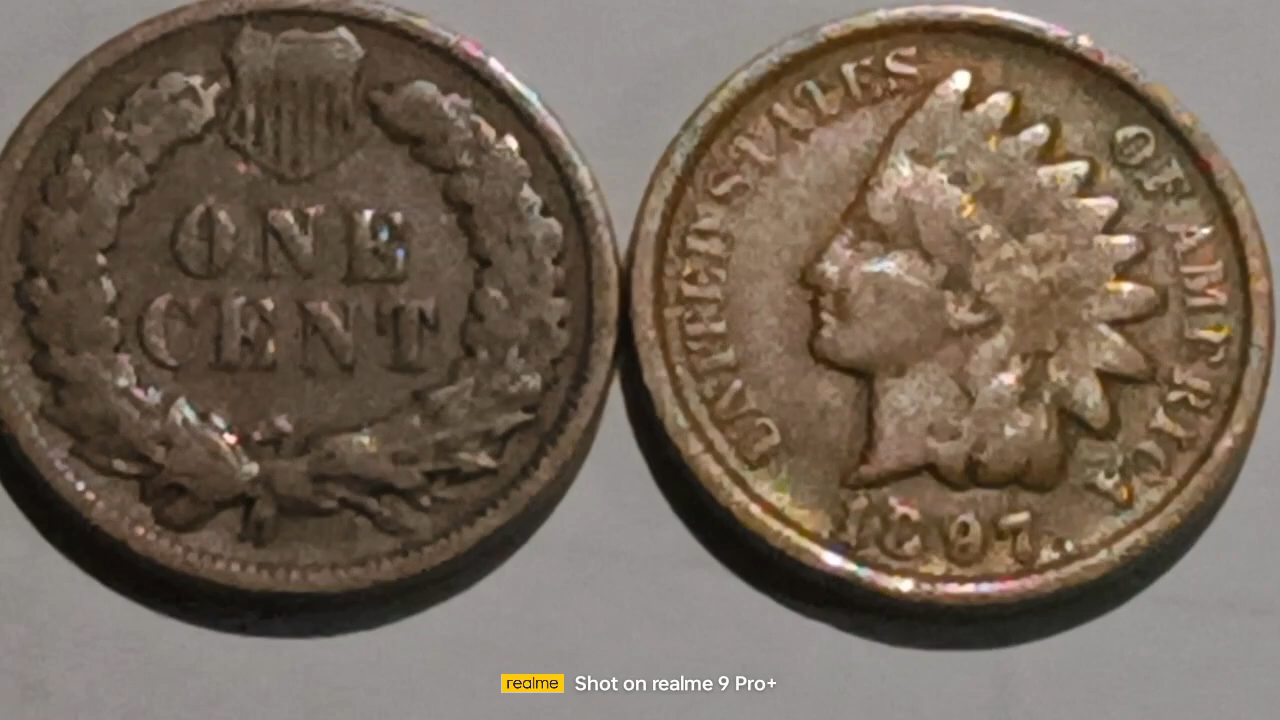 ONE
CENT
UNITED STATES OF AMERICA
1897
realme Shot on realme 9 Pro+